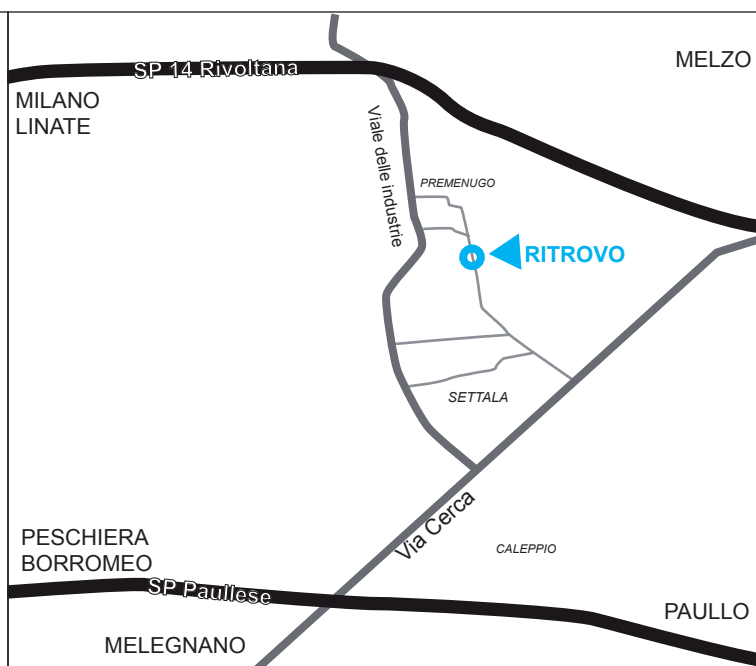 SP 14 Rivoltana
MELZO
MILANO
LINATE
Viale delle industrie
PREMENUGO
RITROVO
SETTALA
Via Cerca
CALEPPIO
PESCHIERA
BORROMEO
SP Paullese
PAULLO
MELEGNANO